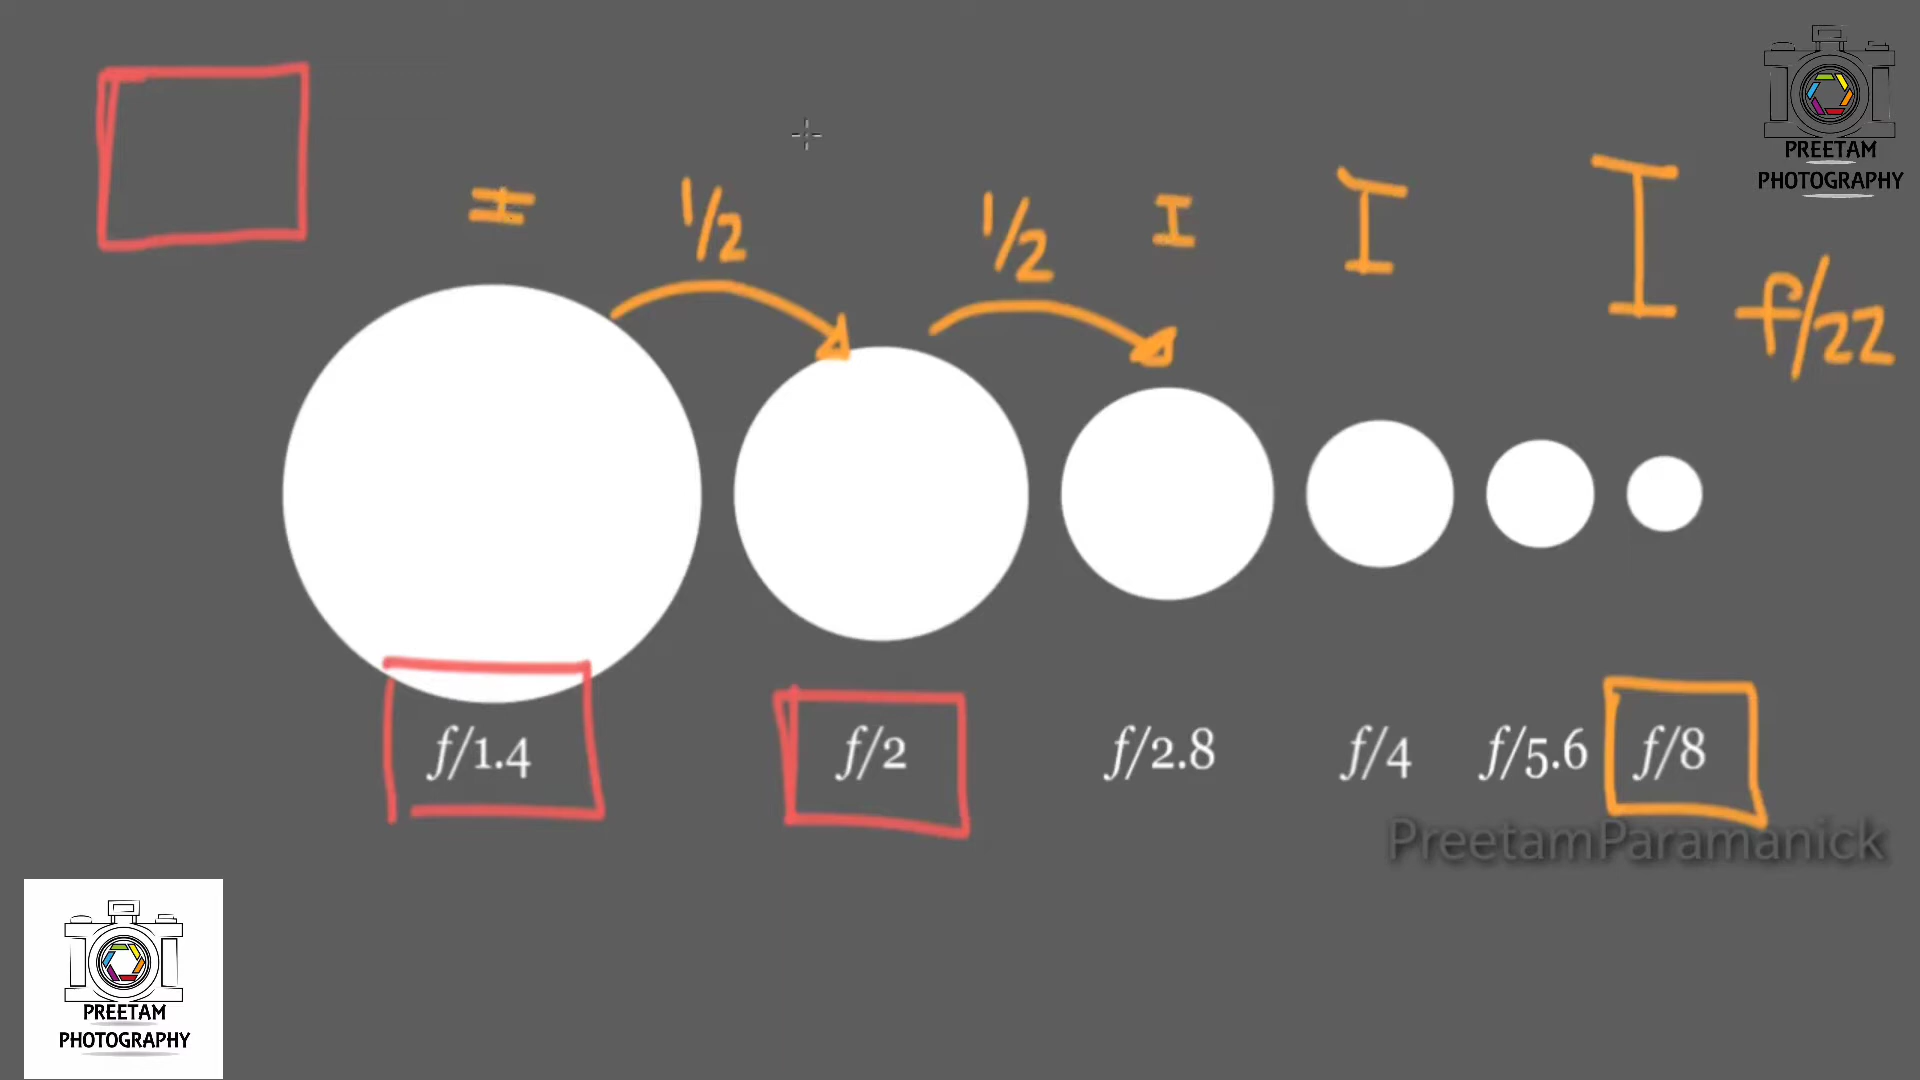 PREETAM
PHOTOGRAPHY
1/2
1/2
f/22
f/1.4
f/2
f/2.8
f/4
f/5.6
f/8
PreetamParamanick
PREETAM
PHOTOGRAPHY